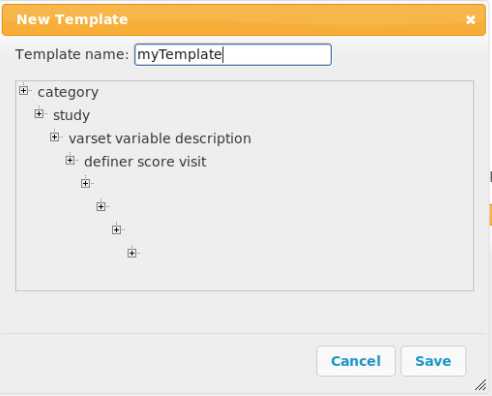 New Template
Template name: myTemplate
category
study
varset variable description
definer score visit
Cancel Save